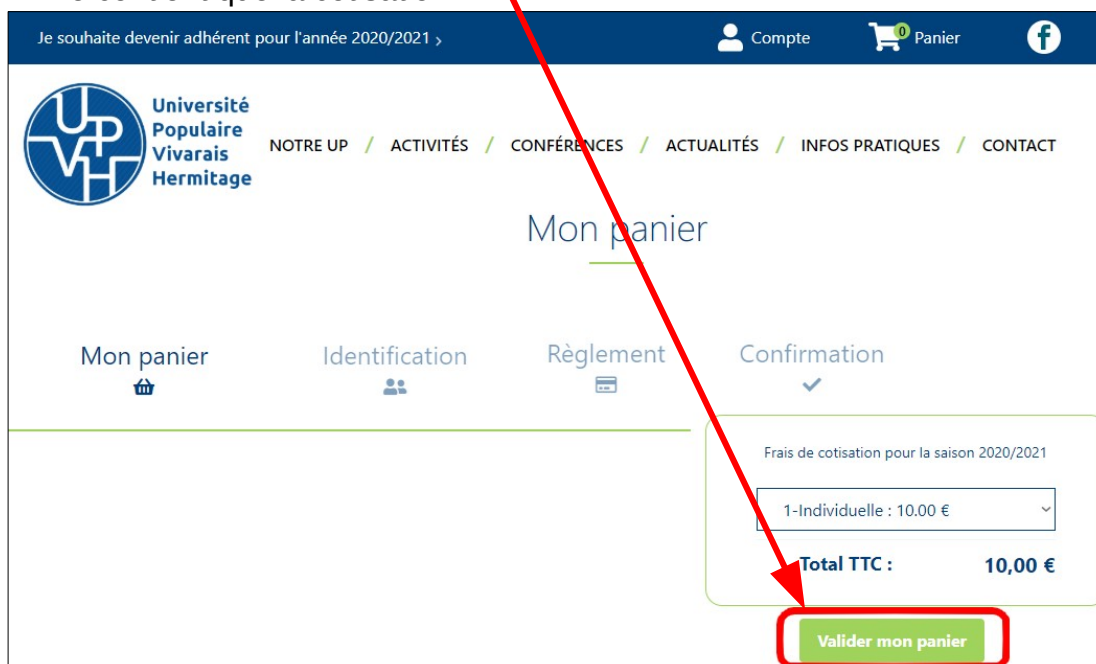 Je souhaite devenir adhérent pour l'année 2020/2021 › Compte 0 Panier f
UPVH
Université
Populaire
Vivarais
Hermitage
NOTRE UP / ACTIVITÉS / CONFÉRENCES / ACTUALITÉS / INFOS PRATIQUES / CONTACT
Mon panier
Mon panier Identification Règlement Confirmation
Frais de cotisation pour la saison 2020/2021
1-Individuelle : 10.00 €
Total TTC : 10,00 €
Valider mon panier